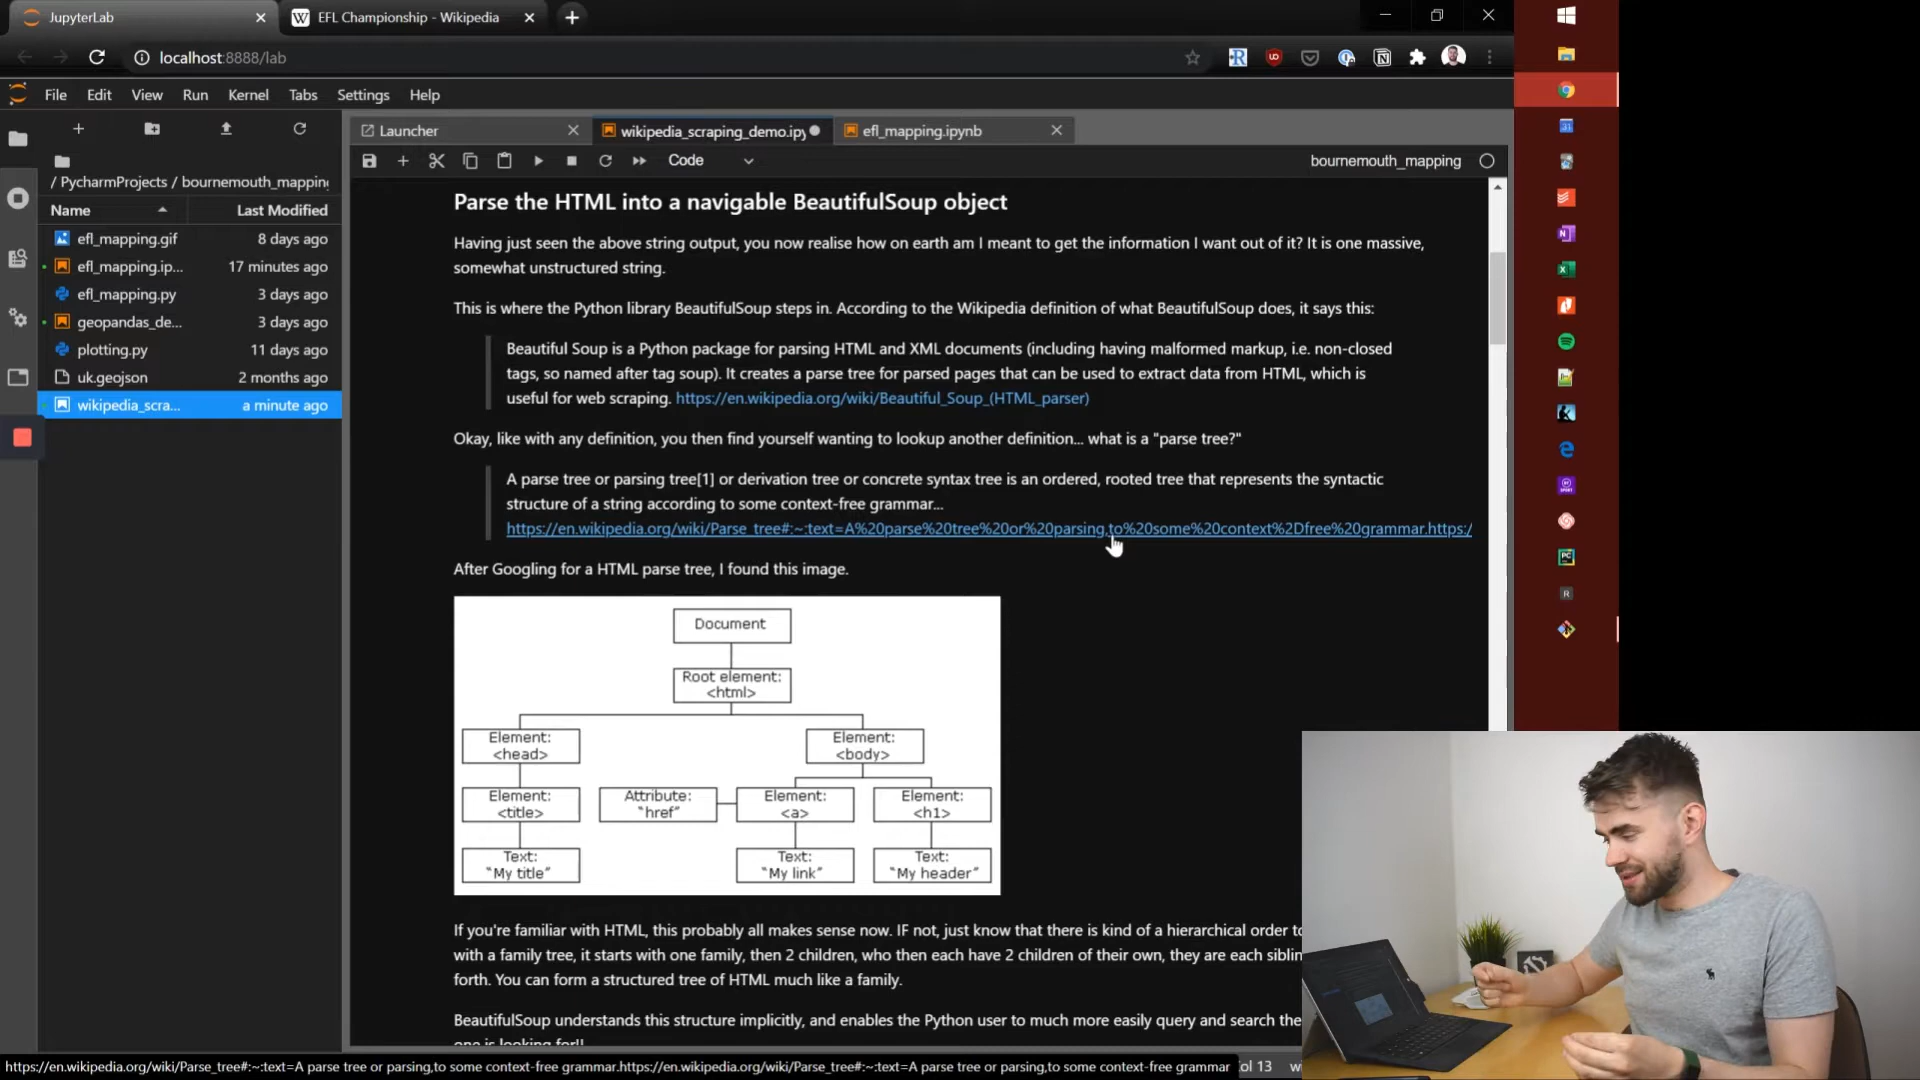 JupyterLab
EFL Championship - Wikipedia
localhost:8888/lab
File Edit View Run Kernel Tabs Settings Help
Launcher
wikipedia_scraping_demo.ipy
efl_mapping.ipynb
Code
bournemouth_mapping
/ PycharmProjects / bournemouth_mapping
Name Last Modified
efl_mapping.gif 8 days ago
efl_mapping.ip... 17 minutes ago
efl_mapping.py 3 days ago
geopandas_de... 3 days ago
plotting.py 11 days ago
uk.geojson 2 months ago
wikipedia_scra... a minute ago
Parse the HTML into a navigable BeautifulSoup object
Having just seen the above string output, you now realise how on earth am I meant to get the information I want out of it? It is one massive,
somewhat unstructured string.
This is where the Python library BeautifulSoup steps in. According to the Wikipedia definition of what BeautifulSoup does, it says this:
Beautiful Soup is a Python package for parsing HTML and XML documents (including having malformed markup, i.e. non-closed
tags, so named after tag soup). It creates a parse tree for parsed pages that can be used to extract data from HTML, which is
useful for web scraping. https://en.wikipedia.org/wiki/Beautiful_Soup_(HTML_parser)
Okay, like with any definition, you then find yourself wanting to lookup another definition... what is a "parse tree?"
A parse tree or parsing tree[1] or derivation tree or concrete syntax tree is an ordered, rooted tree that represents the syntactic
structure of a string according to some context-free grammar...
https://en.wikipedia.org/wiki/Parse_tree#:~:text=A%20parse%20tree%20or%20parsing,to%20some%20context%2Dfree%20grammar.https:/
After Googling for a HTML parse tree, I found this image.
Document
Root element:
<html>
Element:
<head>
Element:
<body>
Element:
<title>
Attribute:
"href"
Element:
<a>
Element:
<h1>
Text:
"My title"
Text:
"My link"
Text:
"My header"
If you're familiar with HTML, this probably all makes sense now. IF not, just know that there is kind of a hierarchical order to
with a family tree, it starts with one family, then 2 children, who then each have 2 children of their own, they are each siblin
forth. You can form a structured tree of HTML much like a family.
BeautifulSoup understands this structure implicitly, and enables the Python user to much more easily query and search the
one is looking for!!
https://en.wikipedia.org/wiki/Parse_tree#:~:text=A parse tree or parsing,to some context-free grammar.https://en.wikipedia.org/wiki/Parse_tree#:~:text=A parse tree or parsing,to some context-free grammar
ol 13